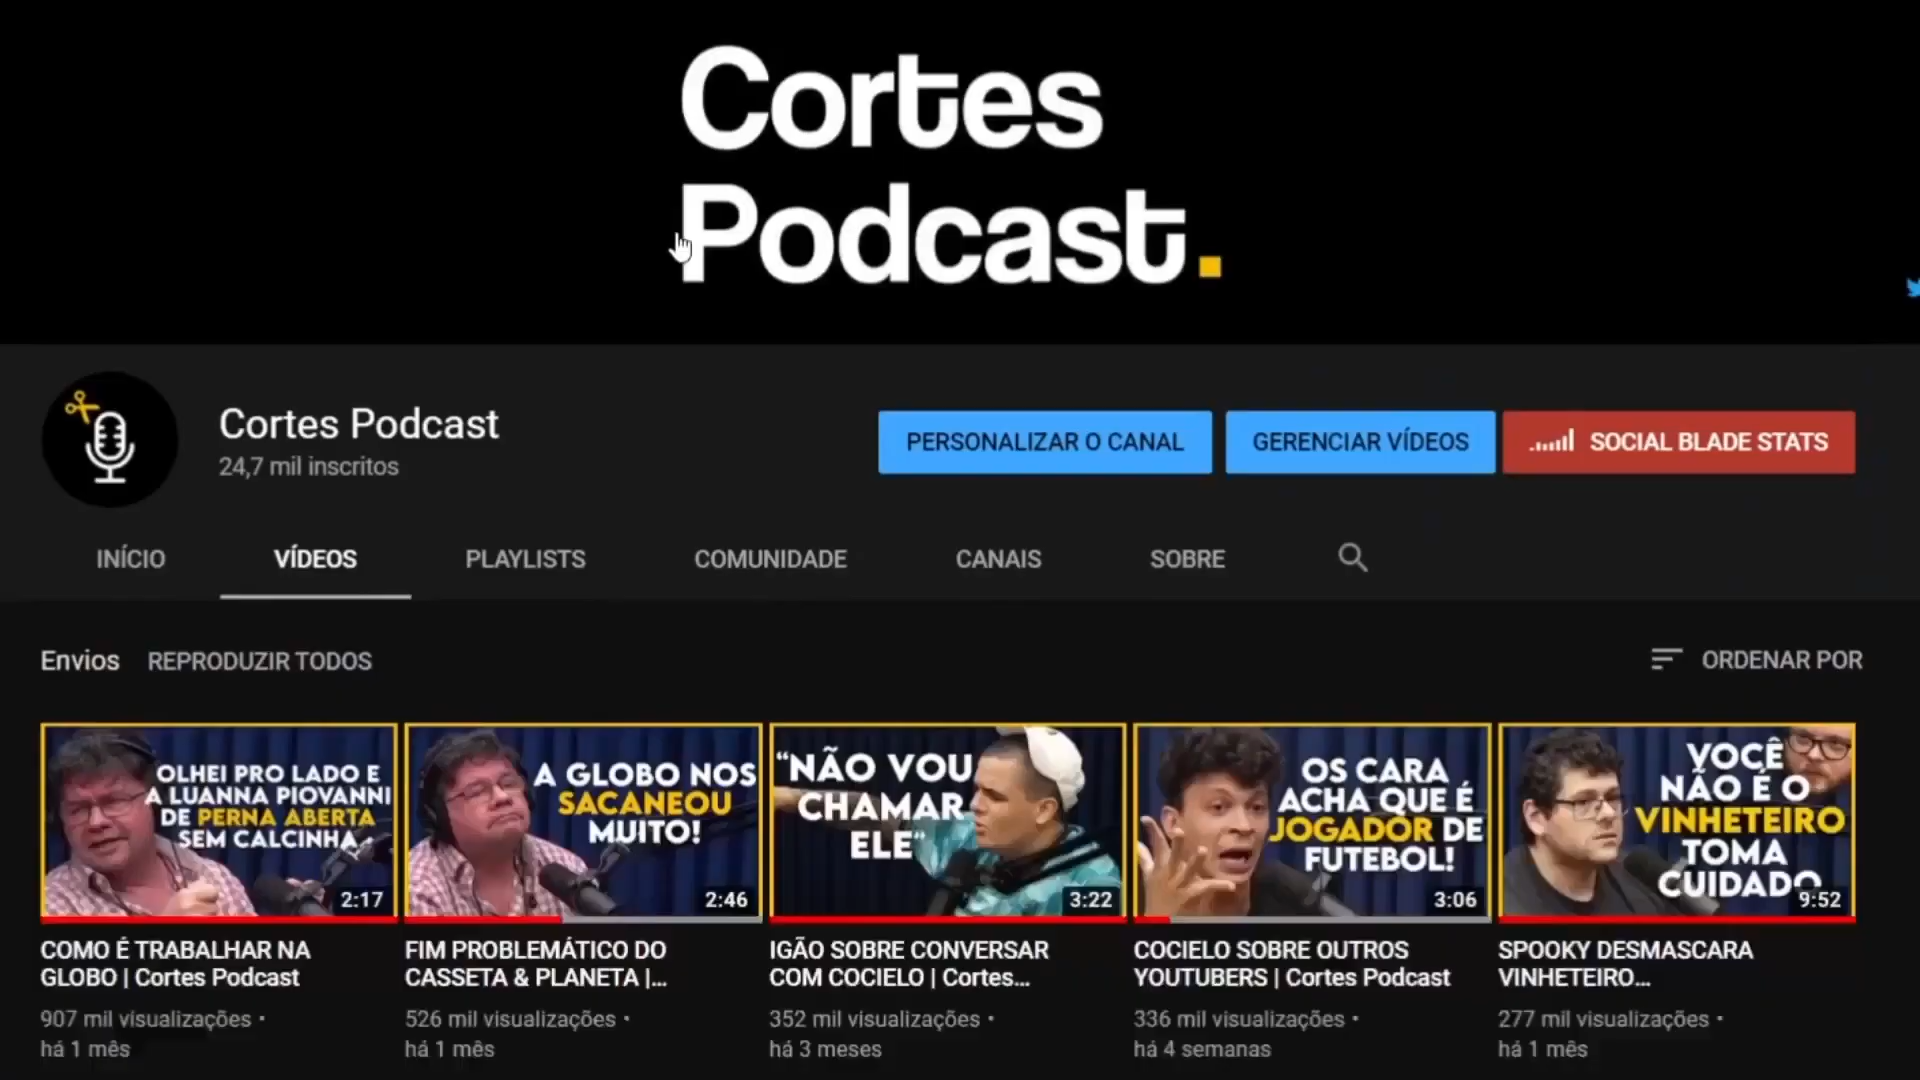 Cortes
Podcast.
Cortes Podcast
24,7 mil inscritos
PERSONALIZAR O CANAL
GERENCIAR VÍDEOS
SOCIAL BLADE STATS
INÍCIO
VÍDEOS
PLAYLISTS
COMUNIDADE
CANAIS
SOBRE
Envios
REPRODUZIR TODOS
ORDENAR POR
OLHEI PRO LADO E
A LUANNA PIOVANNI
DE PERNA ABERTA
SEM CALCINHA
2:17
COMO É TRABALHAR NA
GLOBO | Cortes Podcast
907 mil visualizações •
há 1 mês
A GLOBO NOS
SACANEOU
MUITO!
2:46
FIM PROBLEMÁTICO DO
CASSETA & PLANETA |...
526 mil visualizações •
há 1 mês
“NÃO VOU
CHAMAR
ELE”
3:22
IGÃO SOBRE CONVERSAR
COM COCIELO | Cortes...
352 mil visualizações •
há 3 meses
OS CARA
ACHA QUE É
JOGADOR DE
FUTEBOL!
3:06
COCIELO SOBRE OUTROS
YOUTUBERS | Cortes Podcast
336 mil visualizações •
há 4 semanas
VOCÊ
NÃO É O
VINHETEIRO
TOMA
CUIDADO
9:52
SPOOKY DESMASCARA
VINHETEIRO...
277 mil visualizações •
há 1 mês